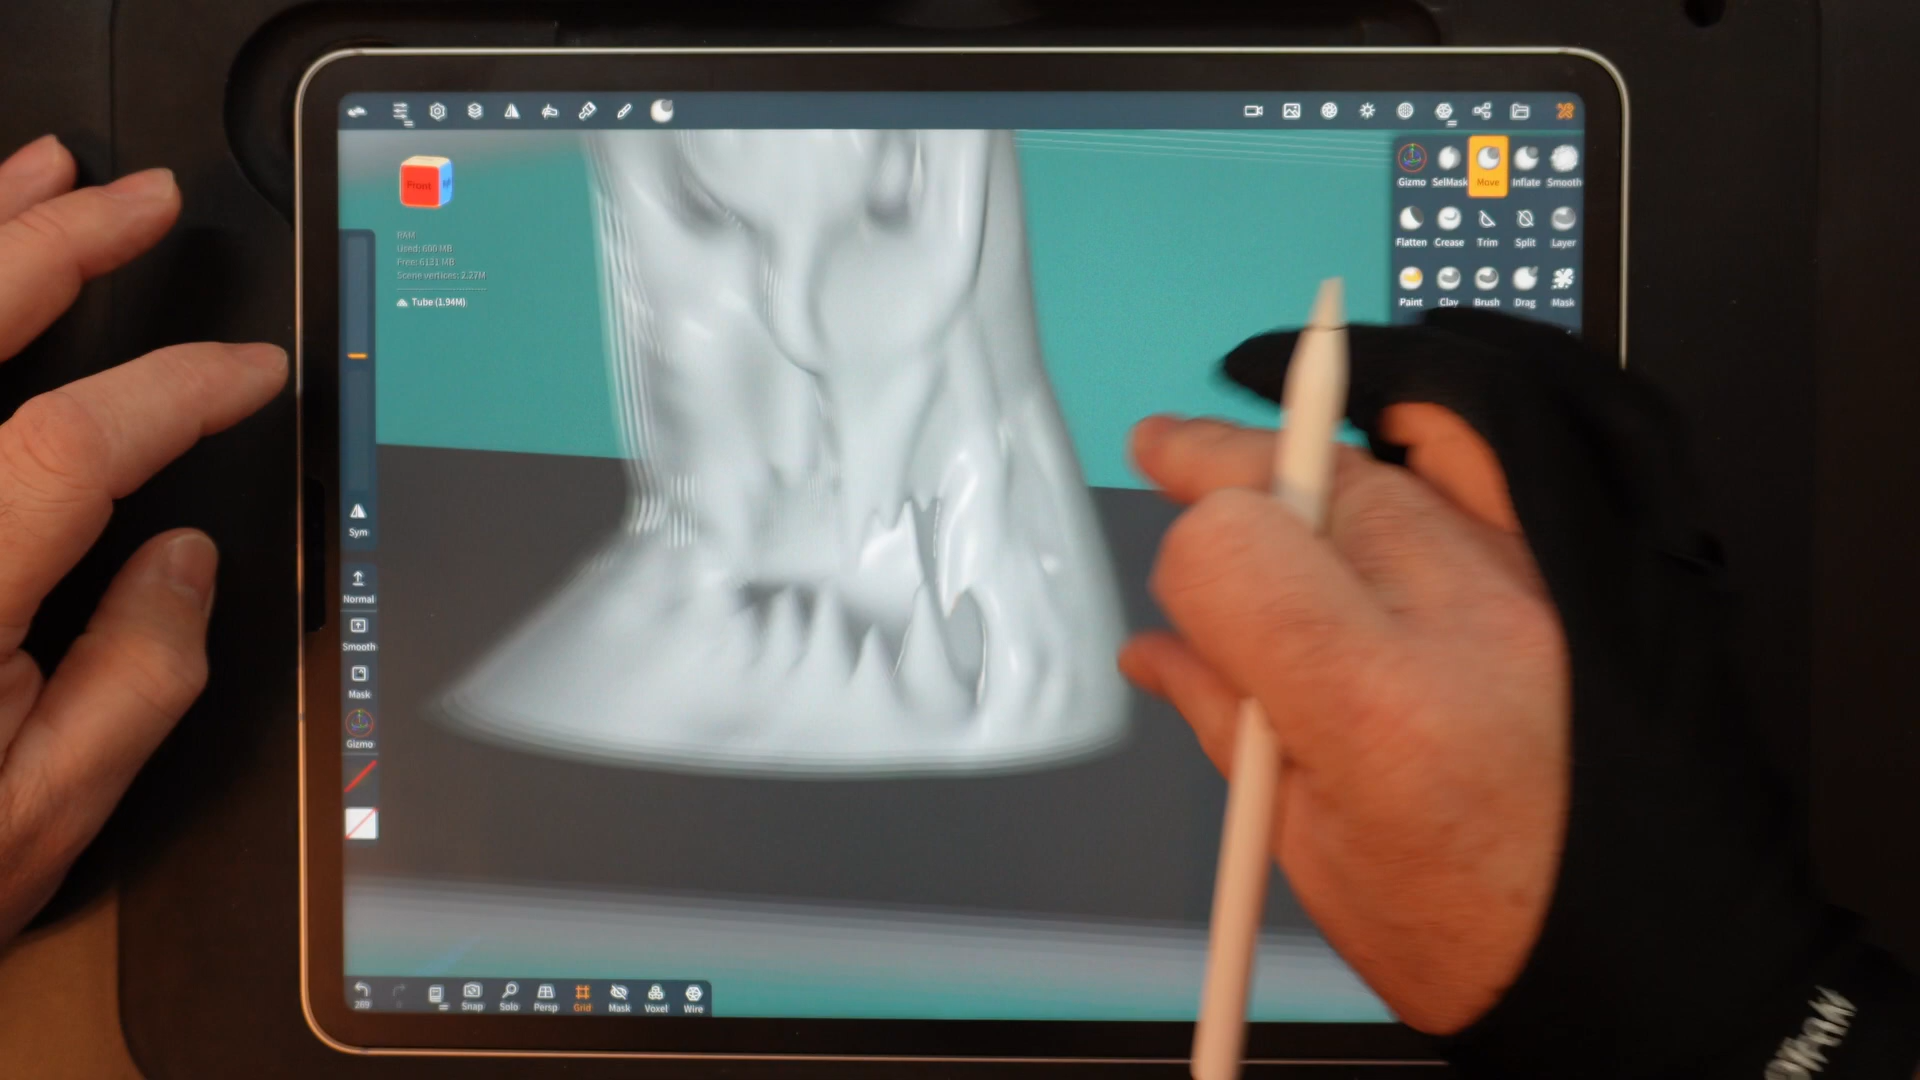 Front
RAM
Used: 600 MB
Free: 6131 MB
Scene vertices: 2.27M
Tube (1.94M)
Gizmo SelMask Move Inflate Smooth
Flatten Crease Trim Split Layer
Paint Clay Brush Drag Mask
Sym
Normal
Smooth
Mask
Gizmo
289 Snap Solo Persp Grid Mask Voxel Wire